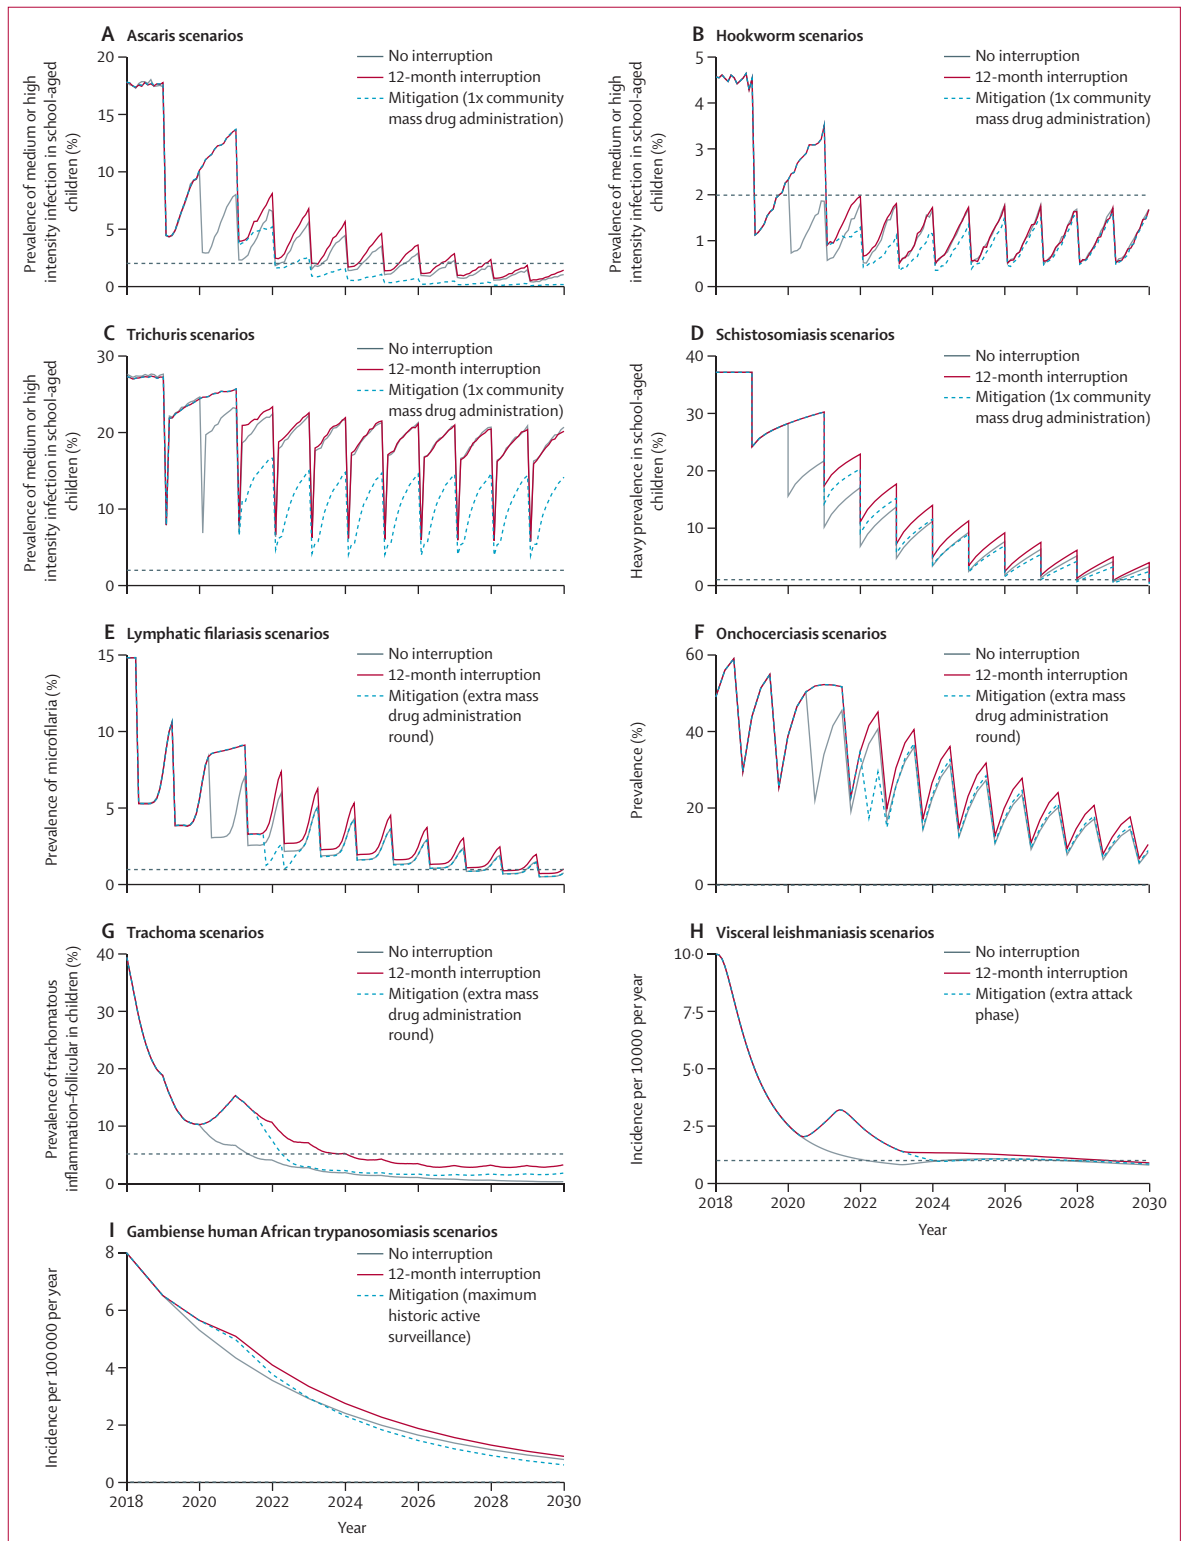 A Ascaris scenarios
Prevalence of medium or high
intensity infection in school-aged
children (%)
20
15
10
5
0
No interruption
12-month interruption
Mitigation (1x community
mass drug administration)
B Hookworm scenarios
Prevalence of medium or high
intensity infection in school-aged
children (%)
5
4
3
2
1
0
No interruption
12-month interruption
Mitigation (1x community
mass drug administration)
C Trichuris scenarios
Prevalence of medium or high
intensity infection in school-aged
children (%)
30
20
10
0
No interruption
12-month interruption
Mitigation (1x community
mass drug administration)
D Schistosomiasis scenarios
Heavy prevalence in school-aged
children (%)
40
30
20
10
0
No interruption
12-month interruption
Mitigation (1x community
mass drug administration)
E Lymphatic filariasis scenarios
Prevalence of microfilaria (%)
15
10
5
0
No interruption
12-month interruption
Mitigation (extra mass
drug administration
round)
F Onchocerciasis scenarios
Prevalence (%)
60
40
20
0
No interruption
12-month interruption
Mitigation (extra mass
drug administration
round)
G Trachoma scenarios
Prevalence of trachomatous
inflammation-follicular in children (%)
40
30
20
10
0
No interruption
12-month interruption
Mitigation (extra mass
drug administration
round)
H Visceral leishmaniasis scenarios
Incidence per 10 000 per year
10·0
7·5
5·0
2·5
0
No interruption
12-month interruption
Mitigation (extra attack
phase)
2018 2020 2022 2024 2026 2028 2030
Year
I Gambiense human African trypanosomiasis scenarios
Incidence per 100 000 per year
8
6
4
2
0
No interruption
12-month interruption
Mitigation (maximum
historic active
surveillance)
2018 2020 2022 2024 2026 2028 2030
Year